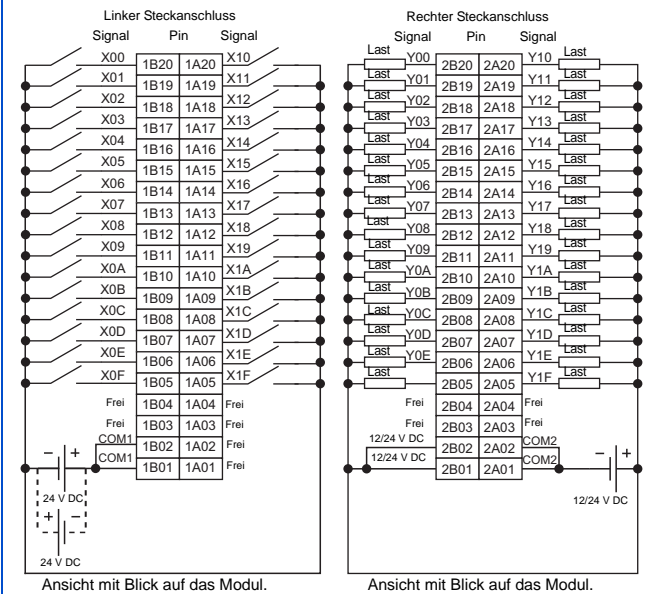 Linker Steckanschluss
Signal Pin Signal
X00 1B20 1A20 X10
X01 1B19 1A19 X11
X02 1B18 1A18 X12
X03 1B17 1A17 X13
X04 1B16 1A16 X14
X05 1B15 1A15 X15
X06 1B14 1A14 X16
X07 1B13 1A13 X17
X08 1B12 1A12 X18
X09 1B11 1A11 X19
X0A 1B10 1A10 X1A
X0B 1B09 1A09 X1B
X0C 1B08 1A08 X1C
X0D 1B07 1A07 X1D
X0E 1B06 1A06 X1E
X0F 1B05 1A05 X1F
Frei 1B04 1A04 Frei
Frei 1B03 1A03 Frei
COM1 1B02 1A02 Frei
COM1 1B01 1A01 Frei
– +
24 V DC
+ –
24 V DC
Ansicht mit Blick auf das Modul.
Rechter Steckanschluss
Signal Pin Signal
Last Y00 2B20 2A20 Y10 Last
Last Y01 2B19 2A19 Y11 Last
Last Y02 2B18 2A18 Y12 Last
Last Y03 2B17 2A17 Y13 Last
Last Y04 2B16 2A16 Y14 Last
Last Y05 2B15 2A15 Y15 Last
Last Y06 2B14 2A14 Y16 Last
Last Y07 2B13 2A13 Y17 Last
Last Y08 2B12 2A12 Y18 Last
Last Y09 2B11 2A11 Y19 Last
Last Y0A 2B10 2A10 Y1A Last
Last Y0B 2B09 2A09 Y1B Last
Last Y0C 2B08 2A08 Y1C Last
Last Y0D 2B07 2A07 Y1D Last
Last Y0E 2B06 2A06 Y1E Last
Last 2B05 2A05 Y1F Last
Frei 2B04 2A04 Frei
Frei 2B03 2A03 Frei
12/24 V DC 2B02 2A02 COM2
12/24 V DC 2B01 2A01 COM2
– +
12/24 V DC
Ansicht mit Blick auf das Modul.